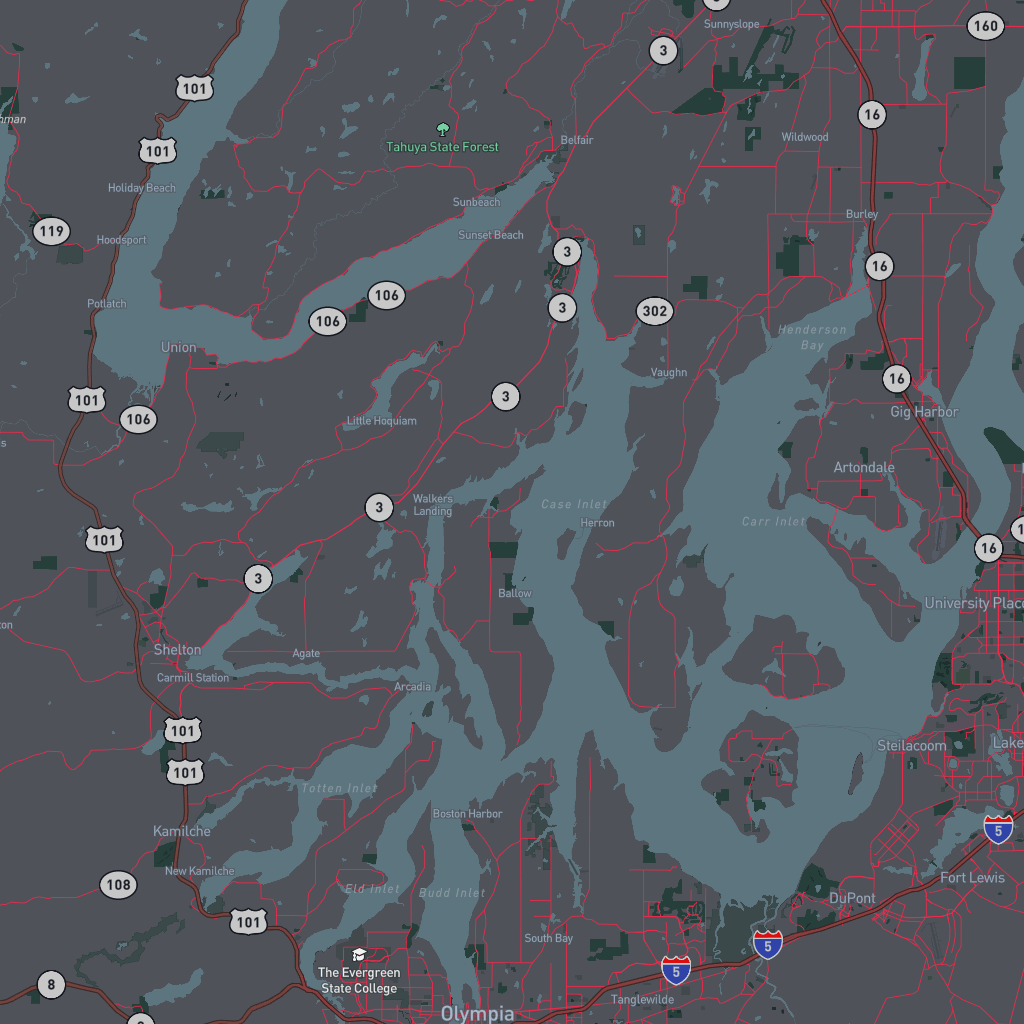 Sunnyslope
160
3
101
16
hman
Tahuya State Forest
Belfair
Wildwood
101
Holiday Beach
Sunbeach
Burley
119
Hoodsport
Sunset Beach
3
16
Potlatch
106
3
302
106
Henderson
Bay
Union
Vaughn
16
101
3
106
Little Hoquiam
Gig Harbor
Artondale
Walkers
Landing
3
Case Inlet
Herron
Carr Inlet
101
16
3
Ballow
University Place
ton
Shelton
Agate
Carmill Station
Arcadia
101
Steilacoom
Lake
101
Totten Inlet
Boston Harbor
5
Kamilche
New Kamilche
108
Eld Inlet
Budd Inlet
Fort Lewis
DuPont
101
South Bay
5
The Evergreen
State College
5
8
Tanglewilde
Olympia